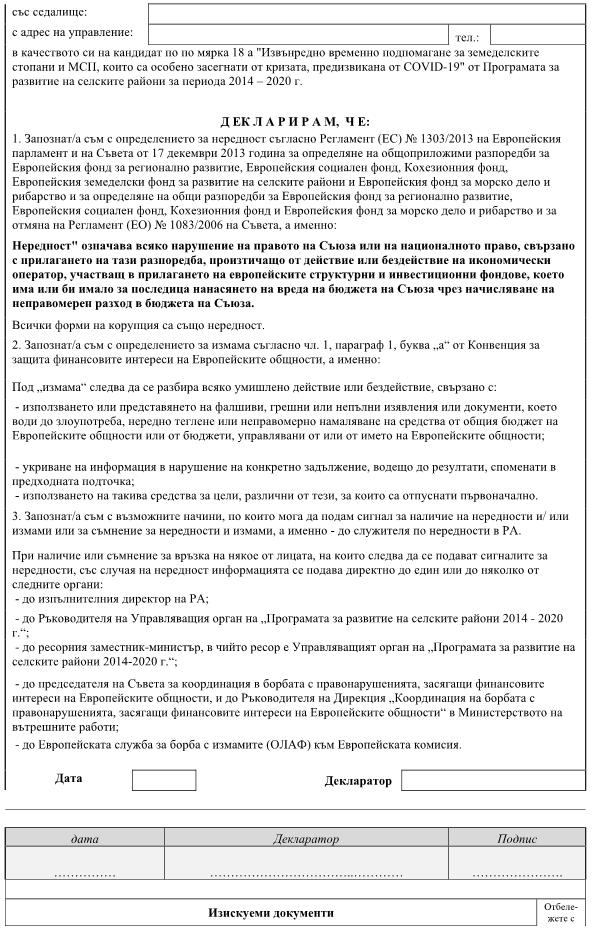 със седалище:
с адрес на управление:
тел.:
в качеството си на кандидат по по мярка 18 а "Извънредно временно подпомагане за земеделските
стопани и МСП, които са особено засегнати от кризата, предизвикана от COVID-19" от Програмата за
развитие на селските райони за периода 2014 – 2020 г.
Д Е К Л А Р И Р А М,  Ч Е:
1. Запознат/а съм с определението за нередност съгласно Регламент (ЕС) № 1303/2013 на Европейския
парламент и на Съвета от 17 декември 2013 година за определяне на общоприложими разпоредби за
Европейския фонд за регионално развитие, Европейския социален фонд, Кохезионния фонд,
Европейския земеделски фонд за развитие на селските райони и Европейския фонд за морско дело и
рибарство и за определяне на общи разпоредби за Европейския фонд за регионално развитие,
Европейския социален фонд, Кохезионния фонд и Европейския фонд за морско дело и рибарство и за
отмяна на Регламент (ЕО) № 1083/2006 на Съвета, а именно:
Нередност" означава всяко нарушение на правото на Съюза или на националното право, свързано
с прилагането на тази разпоредба, произтичащо от действие или бездействие на икономически
оператор, участващ в прилагането на европейските структурни и инвестиционни фондове, което
има или би имало за последица нанасянето на вреда на бюджета на Съюза чрез начисляване на
неправомерен разход в бюджета на Съюза.
Всички форми на корупция са също нередност.
2. Запознат/а съм с определението за измама съгласно чл. 1, параграф 1, буква „а“ от Конвенция за
защита финансовите интереси на Европейските общности, а именно:
Под „измама“ следва да се разбира всяко умишлено действие или бездействие, свързано с:
- използването или представянето на фалшиви, грешни или непълни изявления или документи, което
води до злоупотреба, нередно теглене или неправомерно намаляване на средства от общия бюджет на
Европейските общности или от бюджети, управлявани от или от името на Европейските общности;
- укриване на информация в нарушение на конкретно задължение, водещо до резултати, споменати в
предходната подточка;
- използването на такива средства за цели, различни от тези, за които са отпуснати първоначално.
3. Запознат/а съм с възможните начини, по които мога да подам сигнал за наличие на нередности и/ или
измами или за съмнение за нередности и измами, а именно - до служителя по нередности в РА.
При наличие или съмнение за връзка на някое от лицата, на които следва да се подават сигналите за
нередности, със случая на нередност информацията се подава директно до един или до няколко от
следните органи:
- до изпълнителния директор на РА;
- до Ръководителя на Управляващия орган на „Програмата за развитие на селските райони 2014 - 2020
г.“;
- до ресорния заместник-министър, в чийто ресор е Управляващият орган на „Програмата за развитие на
селските райони 2014-2020 г.“;
- до председателя на Съвета за координация в борбата с правонарушенията, засягащи финансовите
интереси на Европейските общности, и до Ръководителя на Дирекция „Координация на борбата с
правонарушенията, засягащи финансовите интереси на Европейските общности“ в Министерството на
вътрешните работи;
- до Европейската служба за борба с измамите (ОЛАФ) към Европейската комисия.
Дата
Декларатор
дата Декларатор Подпис
…………… ……………………………..………… ………………….
Изискуеми документи
Отбеле-
жете с